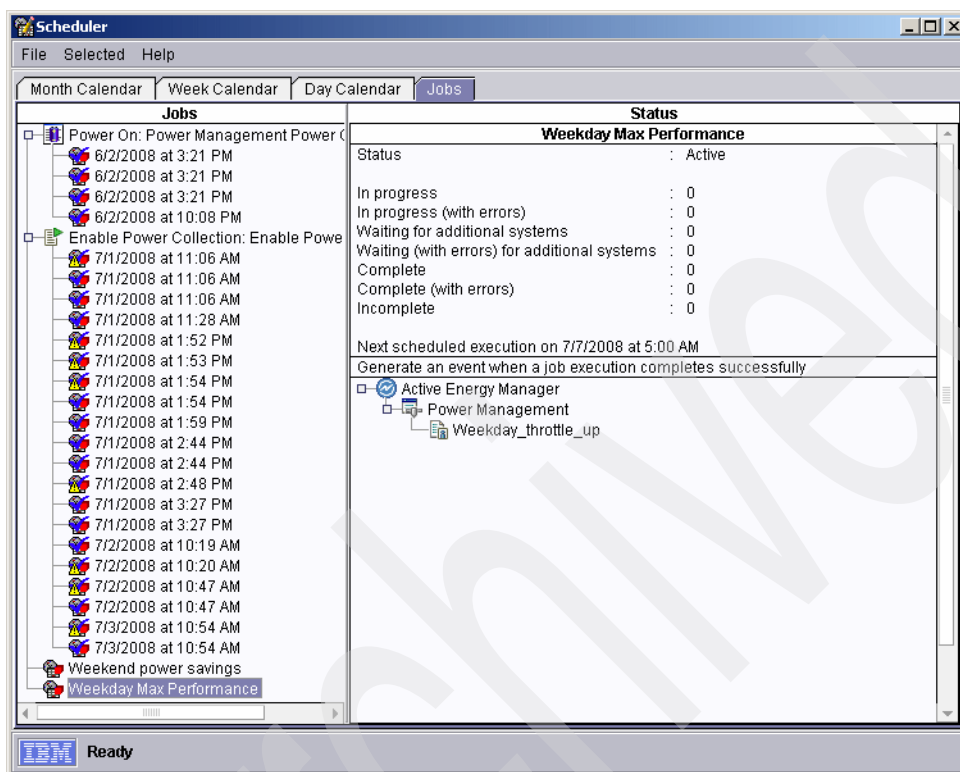 Scheduler
File Selected Help
Month Calendar Week Calendar Day Calendar Jobs
Jobs
Power On: Power Management Power
6/2/2008 at 3:21 PM
6/2/2008 at 3:21 PM
6/2/2008 at 3:21 PM
6/2/2008 at 10:08 PM
Enable Power Collection: Enable Powe
7/1/2008 at 11:06 AM
7/1/2008 at 11:06 AM
7/1/2008 at 11:06 AM
7/1/2008 at 11:28 AM
7/1/2008 at 1:52 PM
7/1/2008 at 1:53 PM
7/1/2008 at 1:54 PM
7/1/2008 at 1:54 PM
7/1/2008 at 1:59 PM
7/1/2008 at 2:44 PM
7/1/2008 at 2:44 PM
7/1/2008 at 2:48 PM
7/1/2008 at 3:27 PM
7/1/2008 at 3:27 PM
7/2/2008 at 10:19 AM
7/2/2008 at 10:20 AM
7/2/2008 at 10:47 AM
7/2/2008 at 10:47 AM
7/3/2008 at 10:54 AM
7/3/2008 at 10:54 AM
Weekend power savings
Weekday Max Performance
Status
Weekday Max Performance
Status : Active
In progress : 0
In progress (with errors) : 0
Waiting for additional systems : 0
Waiting (with errors) for additional systems : 0
Complete : 0
Complete (with errors) : 0
Incomplete : 0
Next scheduled execution on 7/7/2008 at 5:00 AM
Generate an event when a job execution completes successfully
Active Energy Manager
Power Management
Weekday_throttle_up
IBM Ready